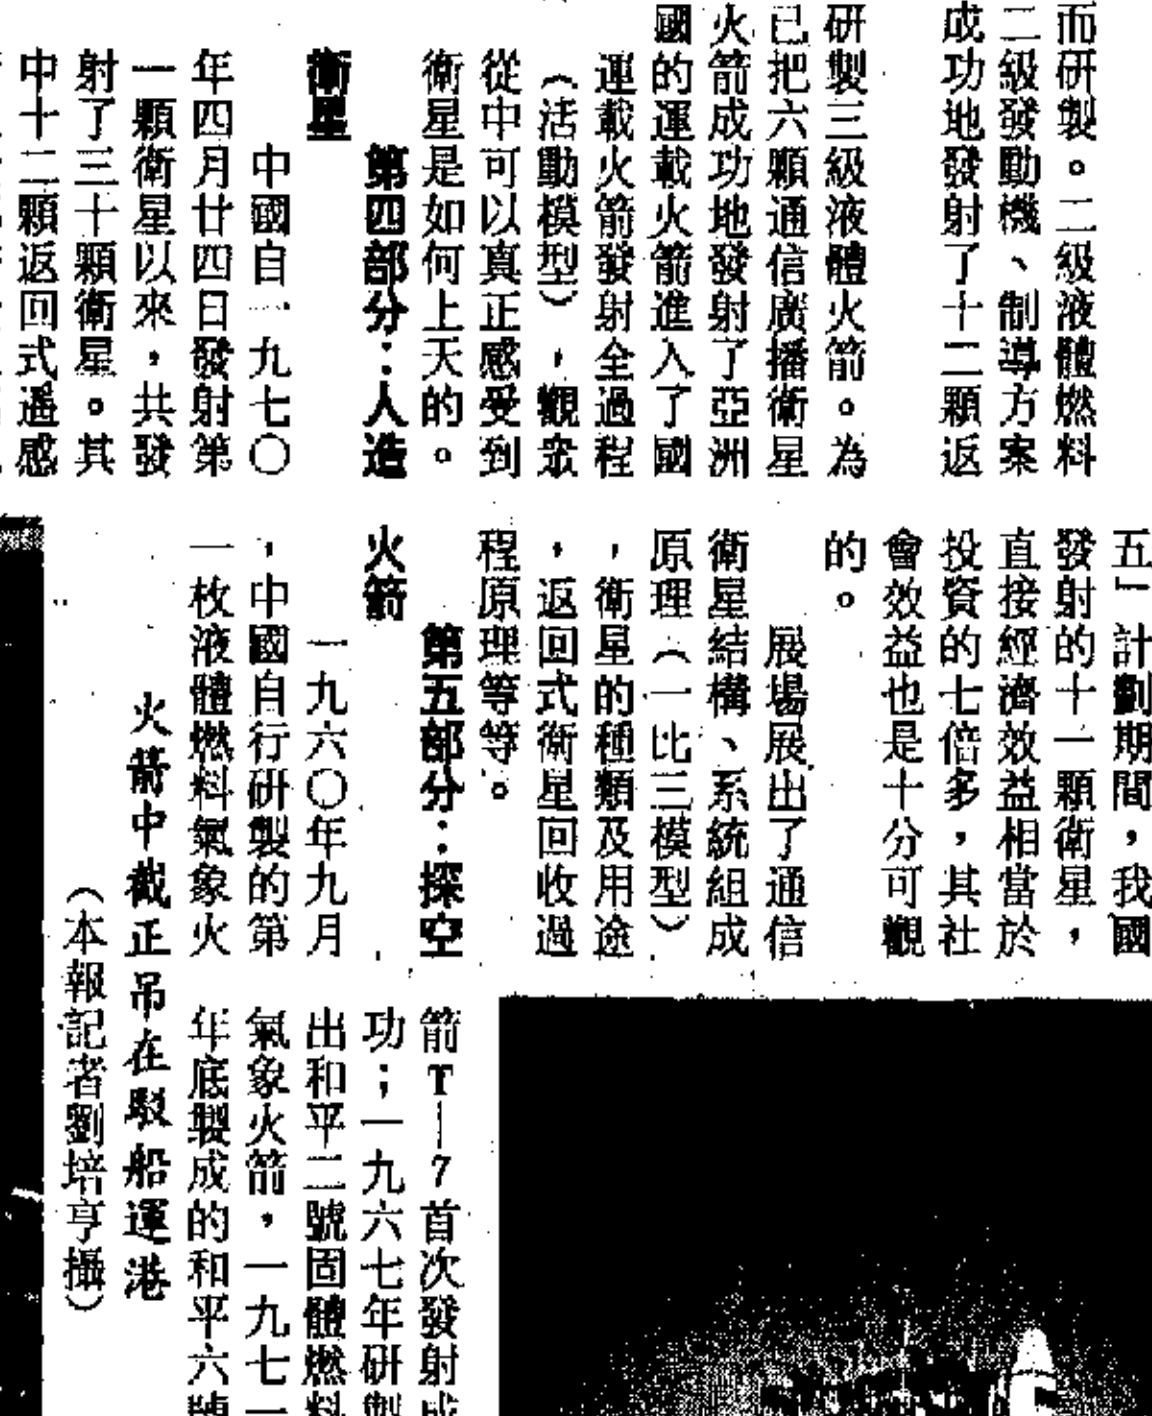 而研製。二級液體燃料
二級發動機、制導方案
成功地發射了十二顆返
研製三級液體火箭。為
已把六顆通信廣播衛星
火箭成功地發射了亞洲
國的運載火箭進入了國
運載火箭發射全過程
（活動模型），觀眾
從中可以真正感受到
衛星是如何上天的。
第四部分：人造
衛星
中國自一九七〇
年四月廿四日發射第
一顆衛星以來，共發
射了三十顆衛星。其
中十二顆返回式遙感
五」計劃期間，我國
發射的十一顆衛星，
直接經濟效益相當於
投資的七倍多，其社
會效益也是十分可觀
的。
展場展出了通信
衛星結構、系統組成
原理（一比三模型）
，衛星的種類及用途
，返回式衛星回收過
程原理等等。
第五部分：探空
火箭
一九六〇年九月
，中國自行研製的第
一枚液體燃料氣象火
箭T—7首次發射成
功；一九六七年研製
出和平二號固體燃料
氣象火箭，一九七一
年底製成的和平六號
火箭中截正吊在駁船運港
（本報記者劉培亨攝）